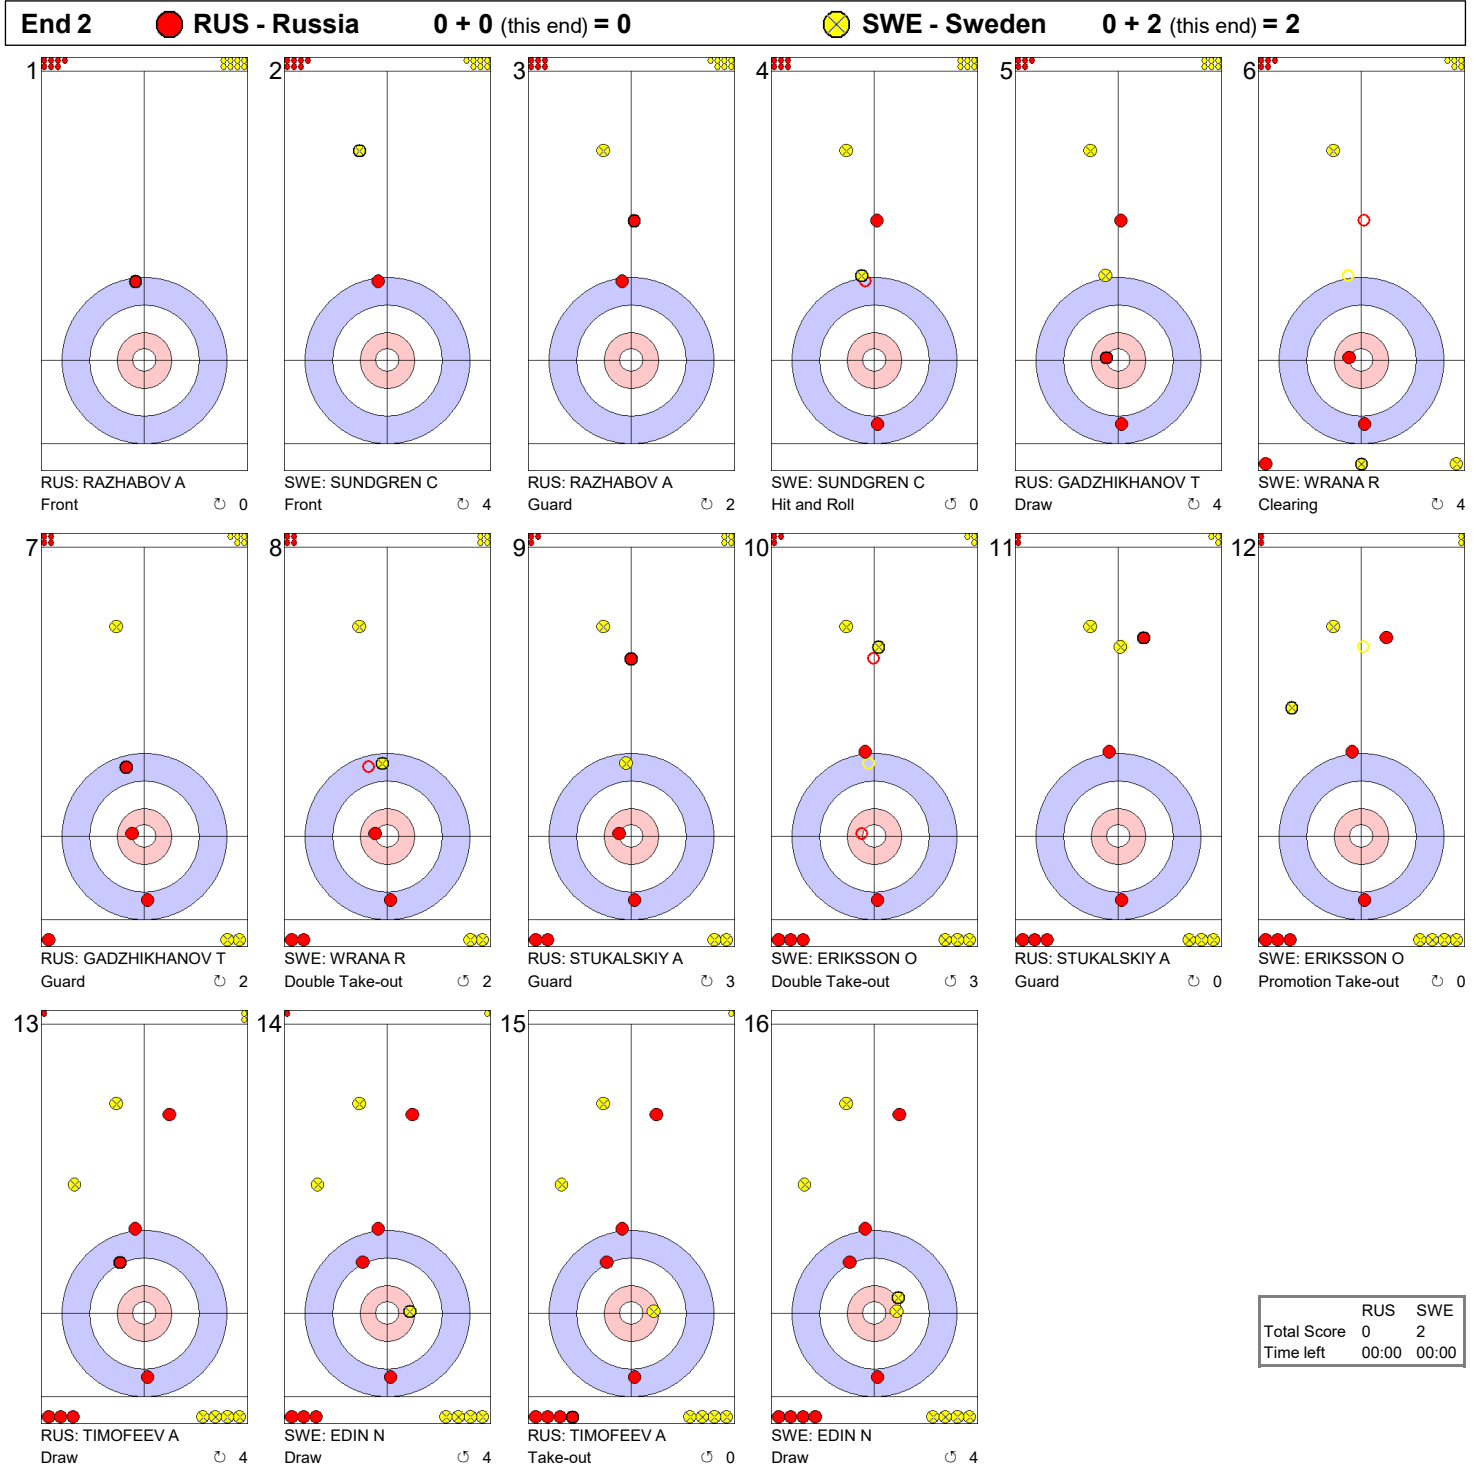 End 2 RUS - Russia 0 + 0 (this end) = 0 SWE - Sweden 0 + 2 (this end) = 2
1 2 3 4 5 6
RUS: RAZHABOV A SWE: SUNDGREN C RUS: RAZHABOV A SWE: SUNDGREN C RUS: GADZHIKHANOV T SWE: WRANA R
Front ↻ 0 Front ↻ 4 Guard ↻ 2 Hit and Roll ↺ 0 Draw ↻ 4 Clearing ↻ 4
7 8 9 10 11 12
RUS: GADZHIKHANOV T SWE: WRANA R RUS: STUKALSKIY A SWE: ERIKSSON O RUS: STUKALSKIY A SWE: ERIKSSON O
Guard ↻ 2 Double Take-out ↺ 2 Guard ↻ 3 Double Take-out ↺ 3 Guard ↺ 0 Promotion Take-out ↻ 0
13 14 15 16
RUS: TIMOFEEV A SWE: EDIN N RUS: TIMOFEEV A SWE: EDIN N
Draw ↻ 4 Draw ↺ 4 Take-out ↺ 0 Draw ↺ 4
RUS SWE
Total Score 0 2
Time left 00:00 00:00